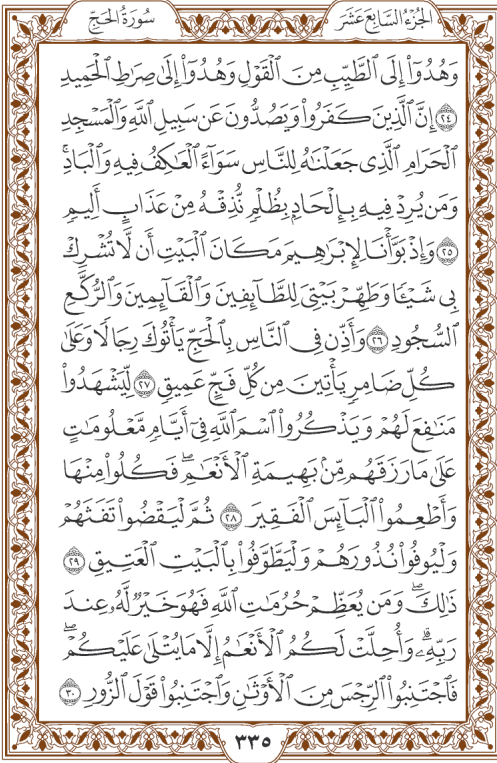 الجزء السابع عشر
سورة الحج
وَهُدُوٓا۟ إِلَى ٱلطَّيِّبِ مِنَ ٱلْقَوْلِ وَهُدُوٓا۟ إِلَىٰ صِرَٰطِ ٱلْحَمِيدِ
٢٤ إِنَّ ٱلَّذِينَ كَفَرُوا۟ وَيَصُدُّونَ عَن سَبِيلِ ٱللَّهِ وَٱلْمَسْجِدِ
ٱلْحَرَامِ ٱلَّذِى جَعَلْنَٰهُ لِلنَّاسِ سَوَآءً ٱلْعَٰكِفُ فِيهِ وَٱلْبَادِ ۚ
وَمَن يُرِدْ فِيهِ بِإِلْحَادٍۭ بِظُلْمٍ نُّذِقْهُ مِنْ عَذَابٍ أَلِيمٍ
٢٥ وَإِذْ بَوَّأْنَا لِإِبْرَٰهِيمَ مَكَانَ ٱلْبَيْتِ أَن لَّا تُشْرِكْ
بِى شَيْـًٔا وَطَهِّرْ بَيْتِىَ لِلطَّآئِفِينَ وَٱلْقَآئِمِينَ وَٱلرُّكَّعِ
ٱلسُّجُودِ ٢٦ وَأَذِّن فِى ٱلنَّاسِ بِٱلْحَجِّ يَأْتُوكَ رِجَالًا وَعَلَىٰ
كُلِّ ضَامِرٍ يَأْتِينَ مِن كُلِّ فَجٍّ عَمِيقٍ ٢٧ لِّيَشْهَدُوا۟
مَنَٰفِعَ لَهُمْ وَيَذْكُرُوا۟ ٱسْمَ ٱللَّهِ فِىٓ أَيَّامٍ مَّعْلُومَٰتٍ
عَلَىٰ مَا رَزَقَهُم مِّنۢ بَهِيمَةِ ٱلْأَنْعَٰمِ ۖ فَكُلُوا۟ مِنْهَا
وَأَطْعِمُوا۟ ٱلْبَآئِسَ ٱلْفَقِيرَ ٢٨ ثُمَّ لْيَقْضُوا۟ تَفَثَهُمْ
وَلْيُوفُوا۟ نُذُورَهُمْ وَلْيَطَّوَّفُوا۟ بِٱلْبَيْتِ ٱلْعَتِيقِ ٢٩
ذَٰلِكَ ۖ وَمَن يُعَظِّمْ حُرُمَٰتِ ٱللَّهِ فَهُوَ خَيْرٌ لَّهُۥ عِندَ
رَبِّهِۦ ۗ وَأُحِلَّتْ لَكُمُ ٱلْأَنْعَٰمُ إِلَّا مَا يُتْلَىٰ عَلَيْكُمْ ۖ
فَٱجْتَنِبُوا۟ ٱلرِّجْسَ مِنَ ٱلْأَوْثَٰنِ وَٱجْتَنِبُوا۟ قَوْلَ ٱلزُّورِ ٣٠
٣٣٥